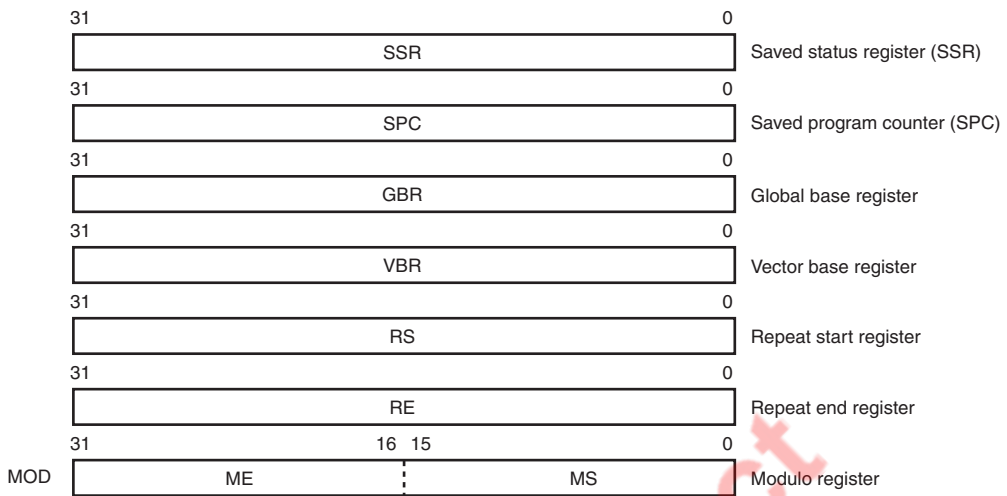 31 0
SSR Saved status register (SSR)
31 0
SPC Saved program counter (SPC)
31 0
GBR Global base register
31 0
VBR Vector base register
31 0
RS Repeat start register
31 0
RE Repeat end register
31 16 15 0
MOD ME MS Modulo register